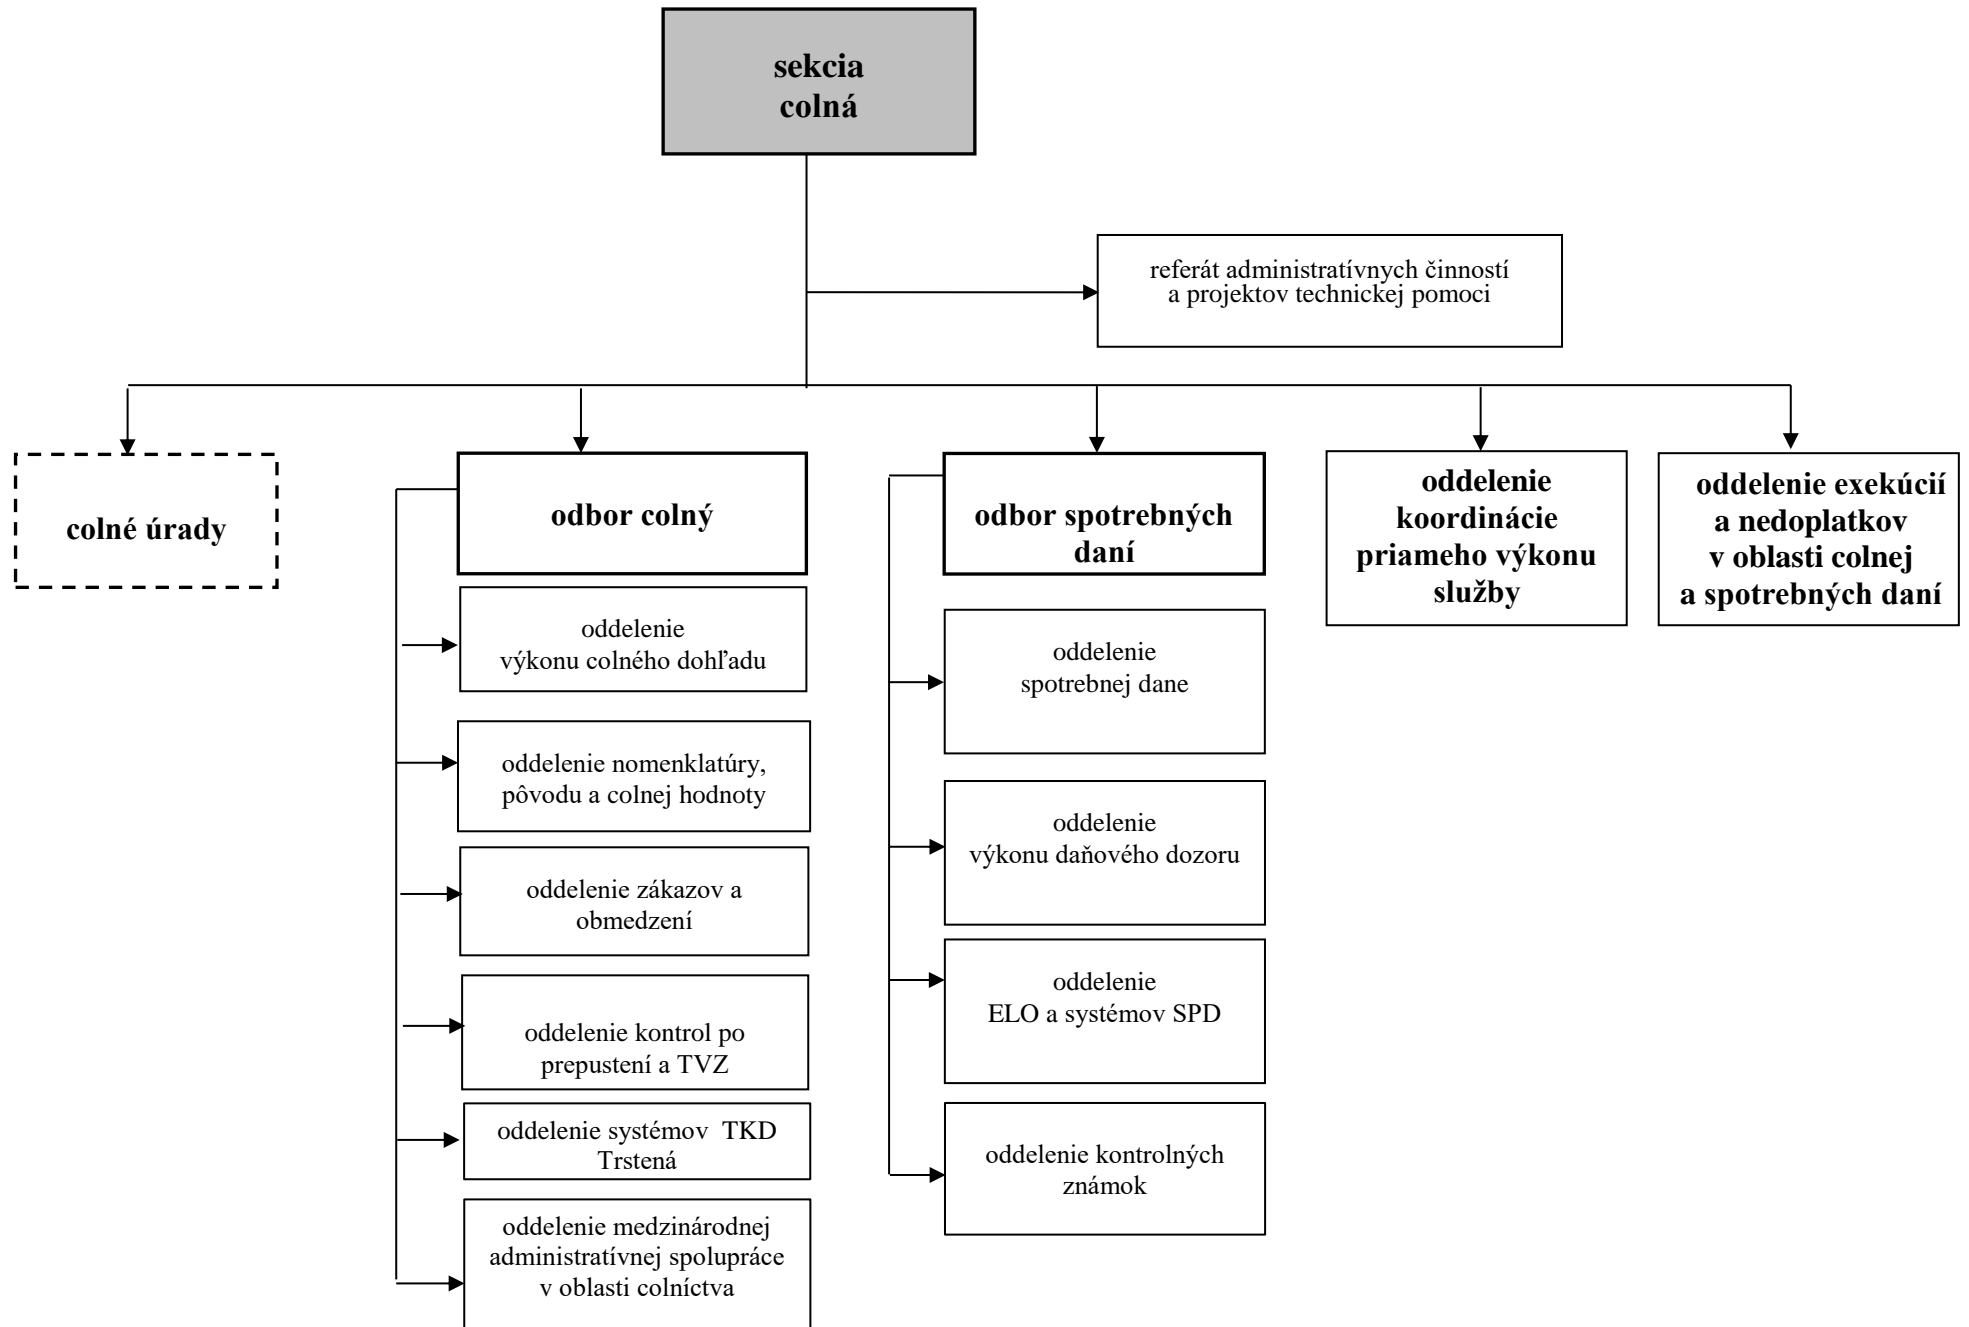 sekcia
colná
referát administratívnych činností
a projektov technickej pomoci
colné úrady
odbor colný
odbor spotrebných
daní
oddelenie
koordinácie
priameho výkonu
služby
oddelenie exekúcií
a nedoplatkov
v oblasti colnej
a spotrebných daní
oddelenie
výkonu colného dohľadu
oddelenie nomenklatúry,
pôvodu a colnej hodnoty
oddelenie zákazov a
obmedzení
oddelenie kontrol po
prepustení a TVZ
oddelenie systémov TKD
Trstená
oddelenie medzinárodnej
administratívnej spolupráce
v oblasti colníctva
oddelenie
spotrebnej dane
oddelenie
výkonu daňového dozoru
oddelenie
ELO a systémov SPD
oddelenie kontrolných
známok